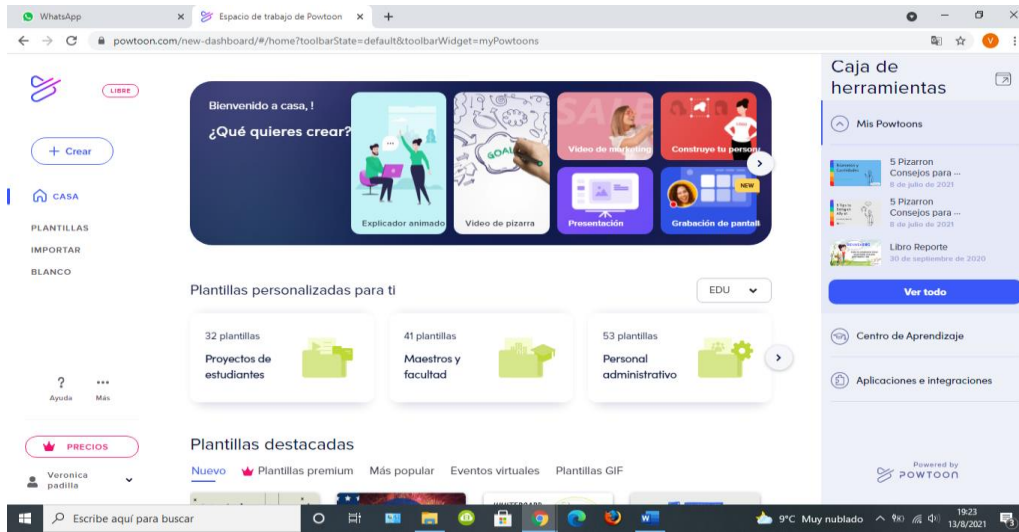 WhatsApp
Espacio de trabajo de Powtoon
powtoon.com/new-dashboard/#/home?toolbarState=default&toolbarWidget=myPowtoons
V
LIBRE
+ Crear
CASA
PLANTILLAS
IMPORTAR
BLANCO
? Ayuda
Más
PRECIOS
Veronica
padilla
Bienvenido a casa, !
¿Qué quieres crear?
Explicador animado
GOAL
Video de pizarra
SALE
Video de marketing
Construye tu person
Presentación
NEW
Grabación de pantall
Plantillas personalizadas para ti
EDU
32 plantillas
Proyectos de
estudiantes
41 plantillas
Maestros y
facultad
53 plantillas
Personal
administrativo
Plantillas destacadas
Nuevo
Plantillas premium
Más popular
Eventos virtuales
Plantillas GIF
Caja de
herramientas
Mis Powtoons
5 Pizarron
Consejos para ···
8 de julio de 2021
5 Pizarron
Consejos para ···
8 de julio de 2021
Libro Reporte
30 de septiembre de 2020
Ver todo
Centro de Aprendizaje
Aplicaciones e integraciones
Powered by
POWTOON
Escribe aquí para buscar
9°C Muy nublado
19:23
13/8/2021